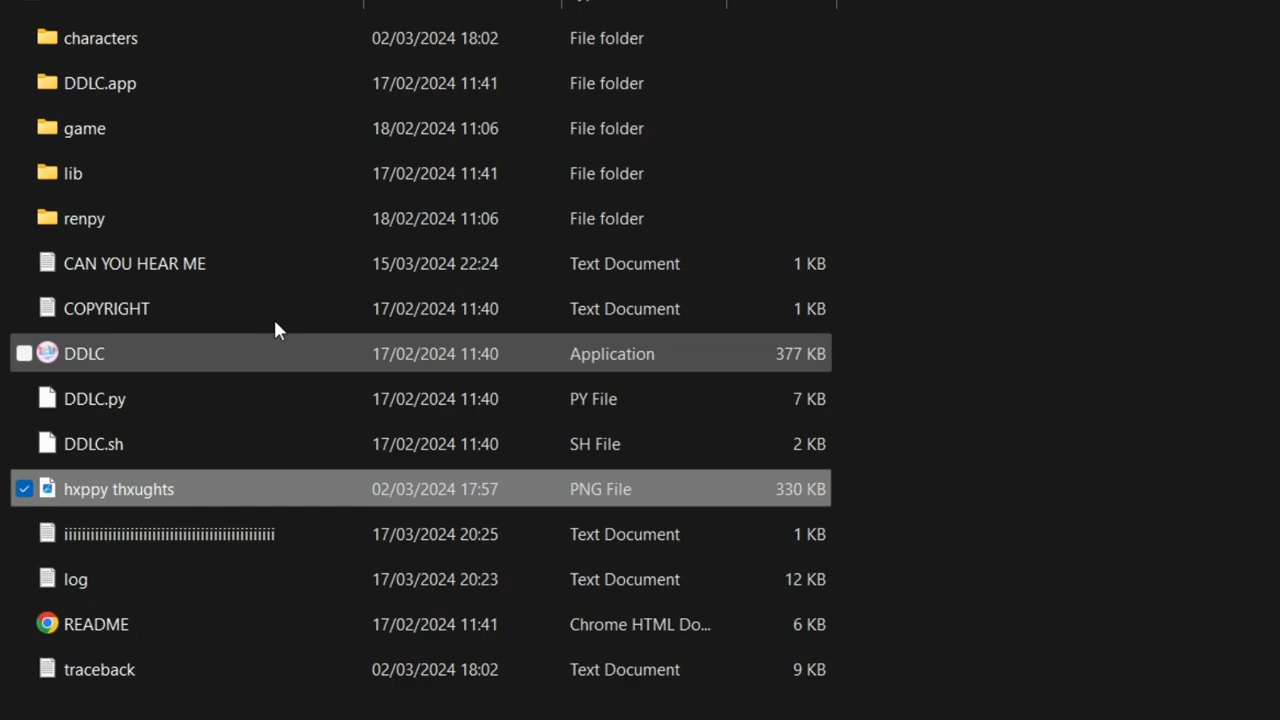 characters 02/03/2024 18:02 File folder
DDLC.app 17/02/2024 11:41 File folder
game 18/02/2024 11:06 File folder
lib 17/02/2024 11:41 File folder
renpy 18/02/2024 11:06 File folder
CAN YOU HEAR ME 15/03/2024 22:24 Text Document 1 KB
COPYRIGHT 17/02/2024 11:40 Text Document 1 KB
DDLC 17/02/2024 11:40 Application 377 KB
DDLC.py 17/02/2024 11:40 PY File 7 KB
DDLC.sh 17/02/2024 11:40 SH File 2 KB
hxppy thxughts 02/03/2024 17:57 PNG File 330 KB
iiiiiiiiiiiiiiiiiiiiiiiiiiiiiiiiiiiiiiiiiii 17/03/2024 20:25 Text Document 1 KB
log 17/03/2024 20:23 Text Document 12 KB
README 17/02/2024 11:41 Chrome HTML Do... 6 KB
traceback 02/03/2024 18:02 Text Document 9 KB